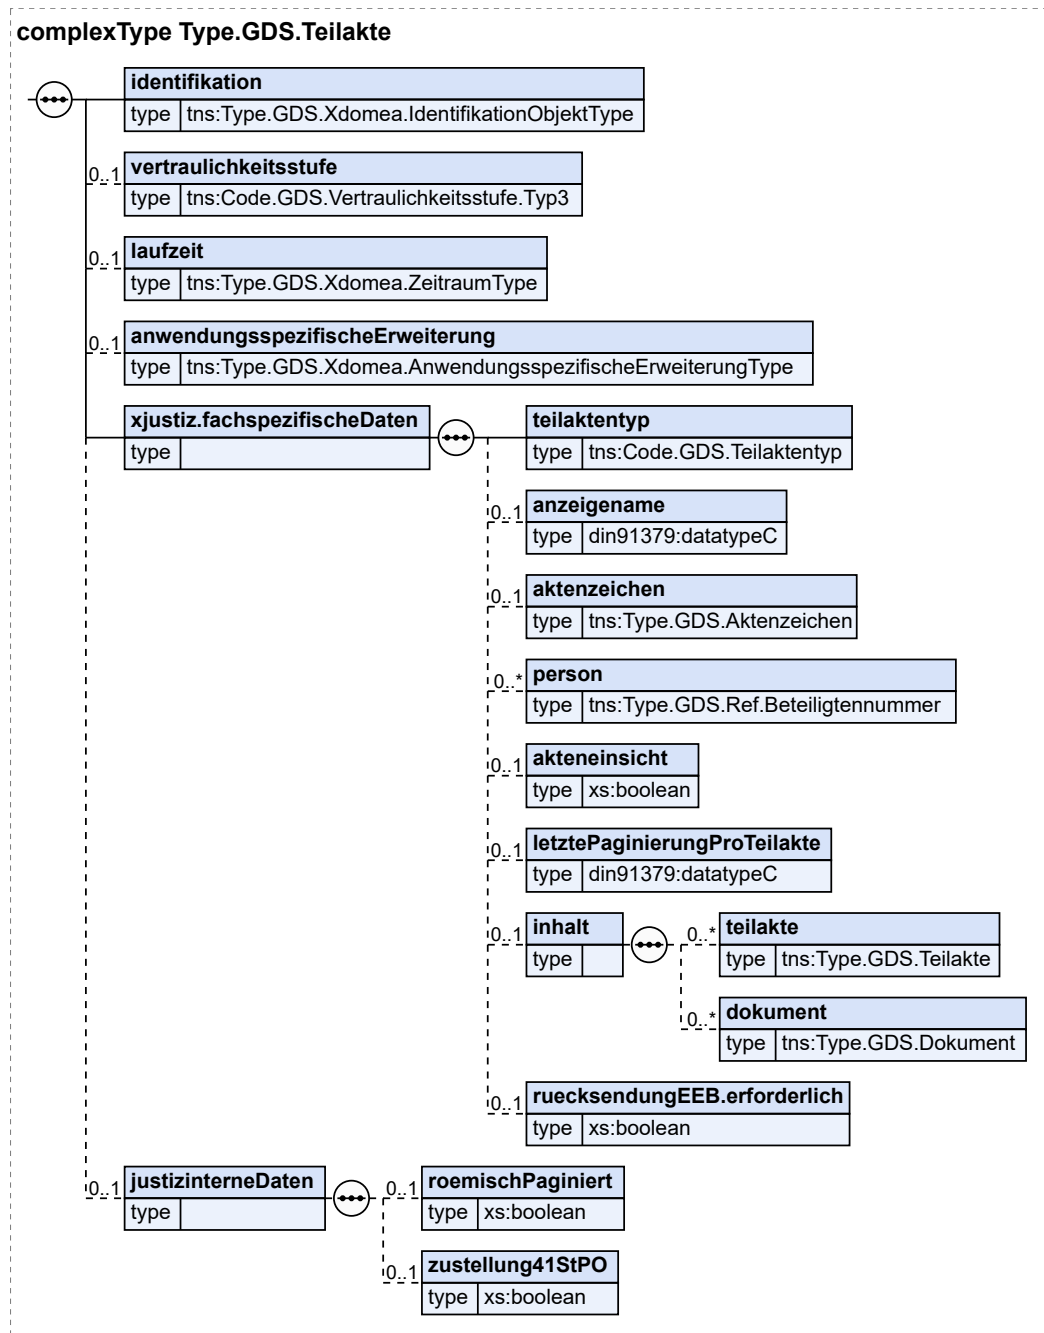 complexType Type.GDS.Teilakte
identifikation
type tns:Type.GDS.Xdomea.IdentifikationObjektType
0..1 vertraulichkeitsstufe
type tns:Code.GDS.Vertraulichkeitsstufe.Typ3
0..1 laufzeit
type tns:Type.GDS.Xdomea.ZeitraumType
0..1 anwendungsspezifischeErweiterung
type tns:Type.GDS.Xdomea.AnwendungsspezifischeErweiterungType
xjustiz.fachspezifischeDaten
type
teilaktentyp
type tns:Code.GDS.Teilaktentyp
0..1 anzeigename
type din91379:datatypeC
0..1 aktenzeichen
type tns:Type.GDS.Aktenzeichen
0..* person
type tns:Type.GDS.Ref.Beteiligtennummer
0..1 akteneinsicht
type xs:boolean
0..1 letztePaginierungProTeilakte
type din91379:datatypeC
0..1 inhalt
type
0..* teilakte
type tns:Type.GDS.Teilakte
0..* dokument
type tns:Type.GDS.Dokument
0..1 ruecksendungEEB.erforderlich
type xs:boolean
0..1 justizinterneDaten
type
0..1 roemischPaginiert
type xs:boolean
0..1 zustellung41StPO
type xs:boolean